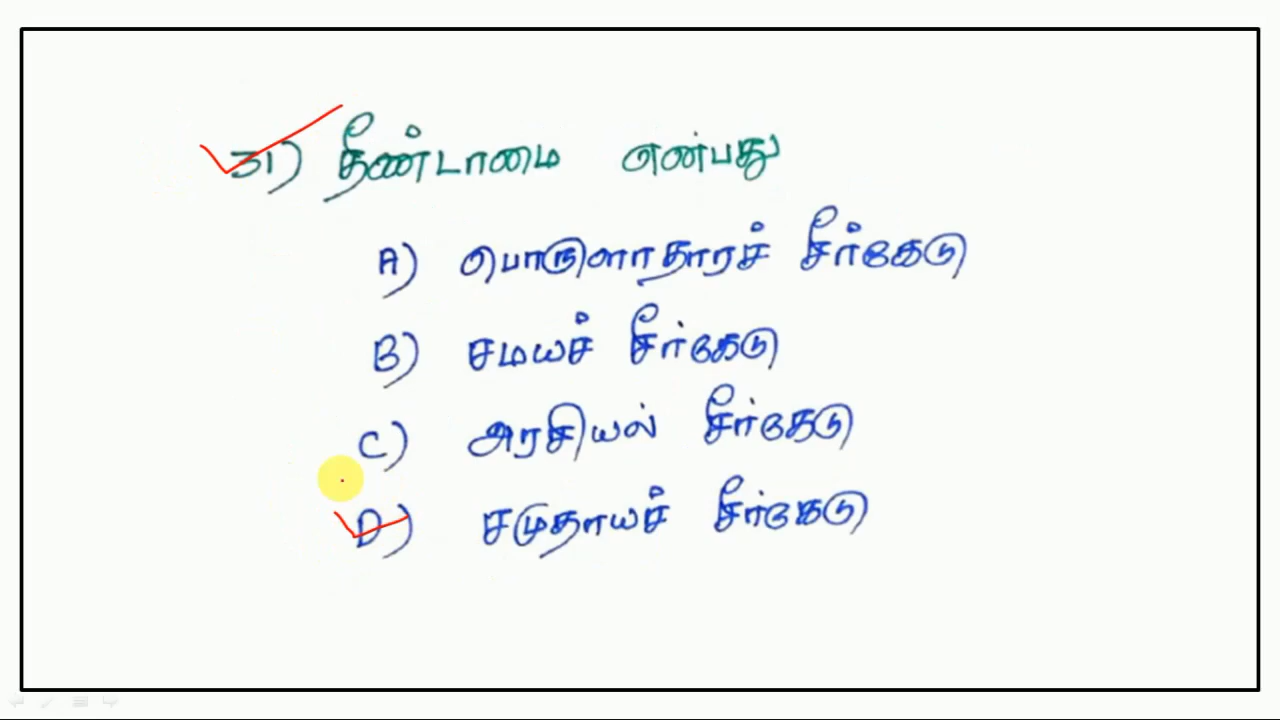 31) தீண்டாமை என்பது
A) பொருளாதாரச் சீர்கேடு
B) சமயச் சீர்கேடு
C) அரசியல் சீர்கேடு
D) சமுதாயச் சீர்கேடு